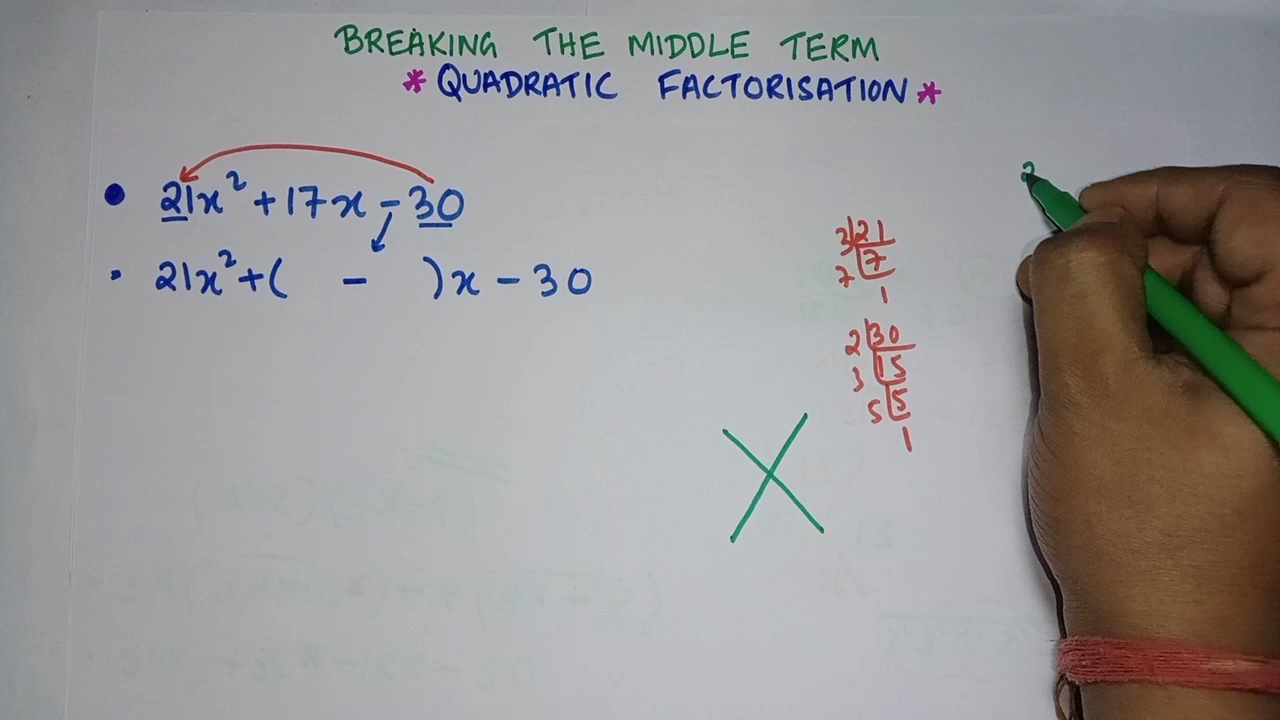 BREAKING THE MIDDLE TERM
* QUADRATIC FACTORISATION *
• 21x² + 17x - 30
• 21x² + (   -   )x - 30
3|21
7|7
1
2|30
3|15
5|5
1
2